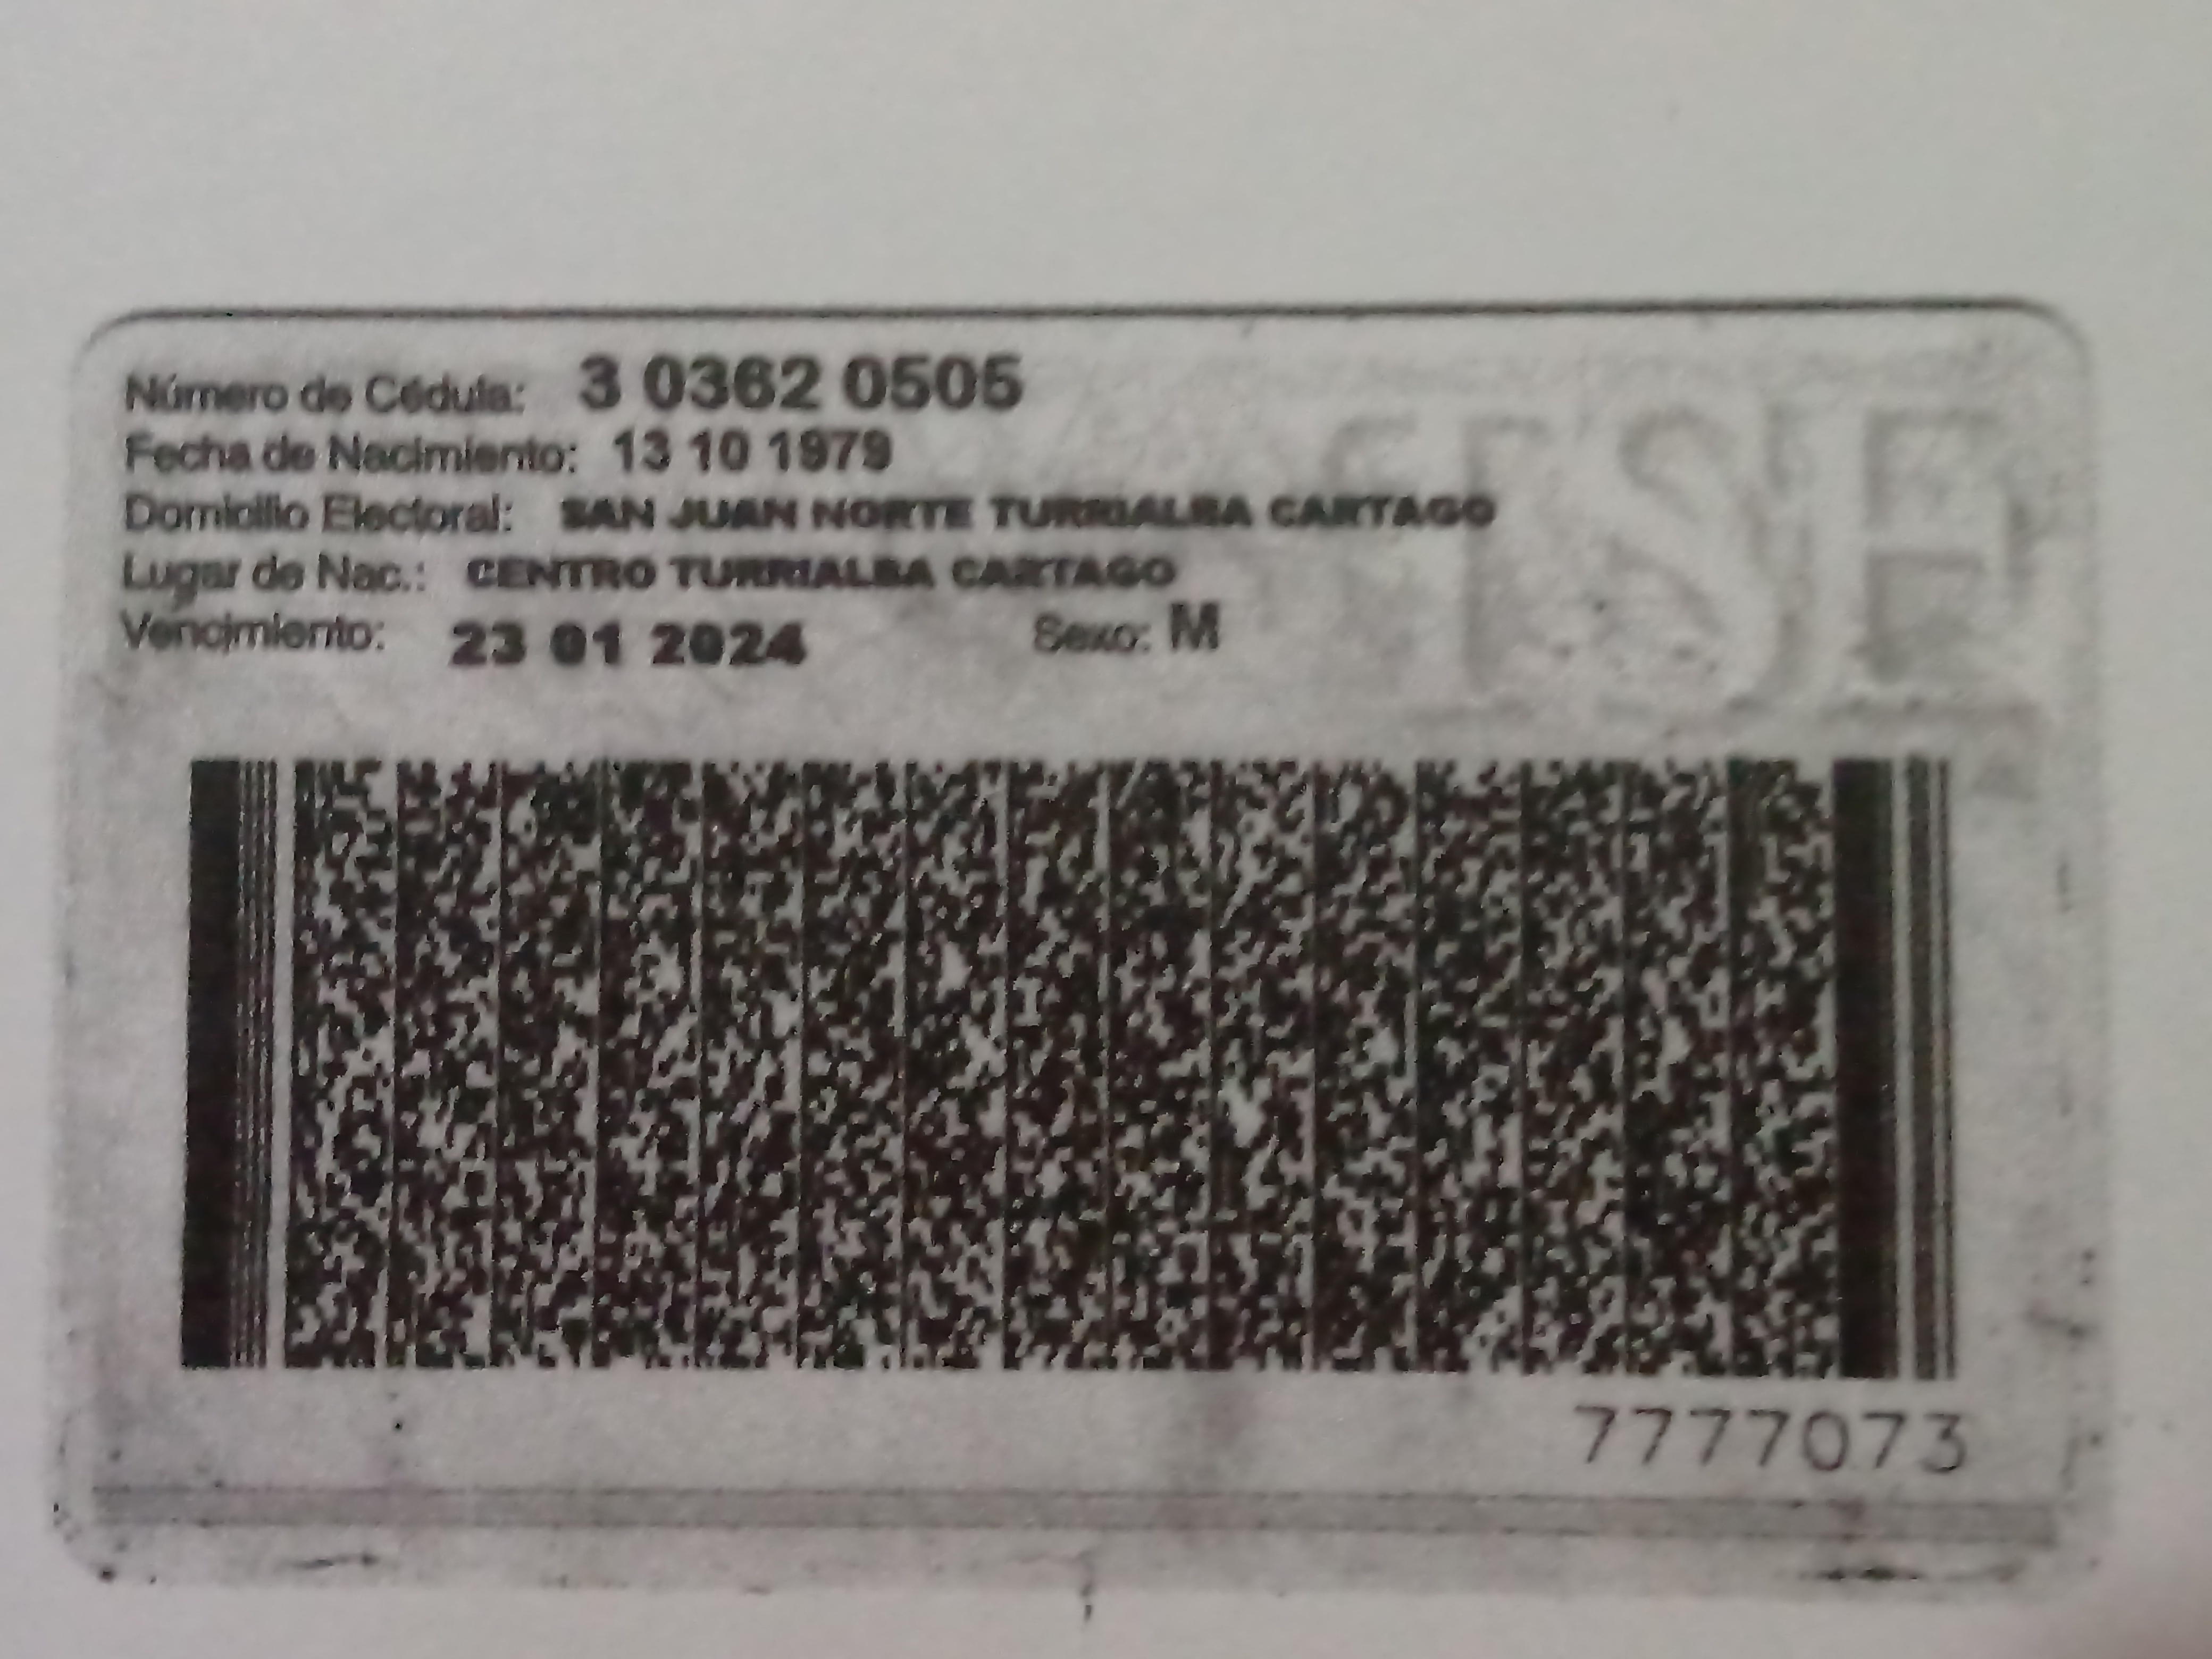 Número de Cédula: 3 0362 0505
TSE
Fecha de Nacimiento: 13 10 1979
Domicilio Electoral: SAN JUAN NORTE TURRIALBA CARTAGO
Lugar de Nac.: CENTRO TURRIALBA CARTAGO
Vencimiento: 23 01 2024 Sexo: M
7777073